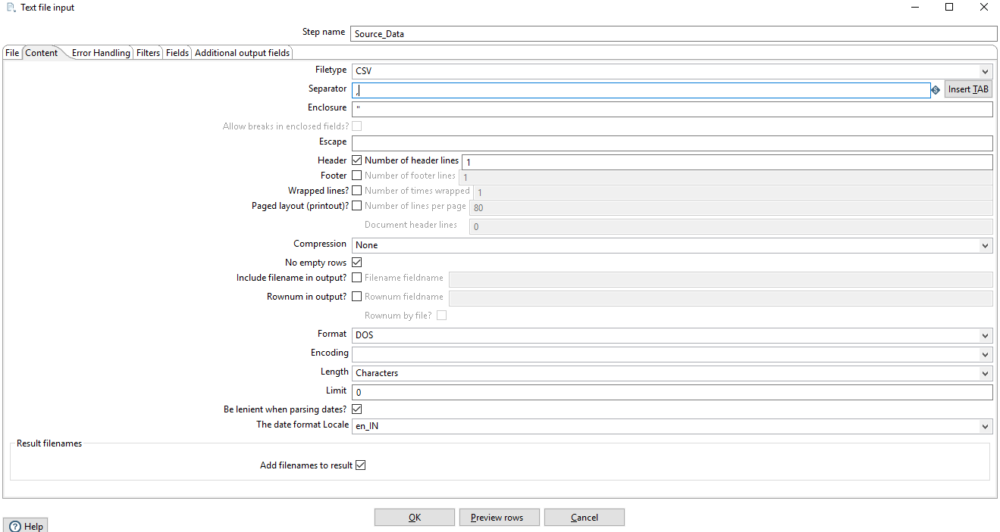 Text file input
Step name Source_Data
File Content Error Handling Filters Fields Additional output fields
Filetype CSV
Separator , Insert TAB
Enclosure "
Allow breaks in enclosed fields?
Escape
Header Number of header lines 1
Footer Number of footer lines 1
Wrapped lines? Number of times wrapped 1
Paged layout (printout)? Number of lines per page 80
Document header lines 0
Compression None
No empty rows
Include filename in output? Filename fieldname
Rownum in output? Rownum fieldname
Rownum by file?
Format DOS
Encoding
Length Characters
Limit 0
Be lenient when parsing dates?
The date format Locale en_IN
Result filenames
Add filenames to result
OK Preview rows Cancel
? Help